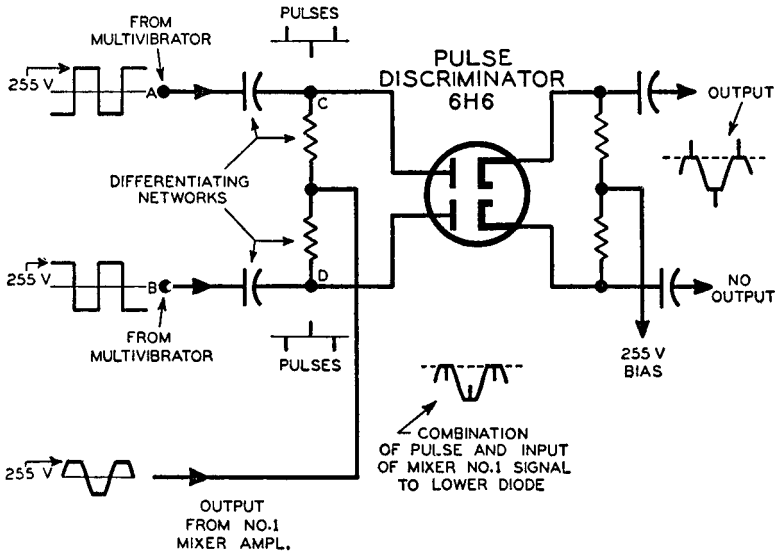 FROM
MULTIVIBRATOR
PULSES
PULSE
DISCRIMINATOR
6H6
255 V
A
C
OUTPUT
DIFFERENTIATING
NETWORKS
255 V
B
D
NO
OUTPUT
FROM
MULTIVIBRATOR
PULSES
255 V
BIAS
COMBINATION
OF PULSE AND INPUT
OF MIXER NO.1 SIGNAL
TO LOWER DIODE
255 V
OUTPUT
FROM NO.1
MIXER AMPL.